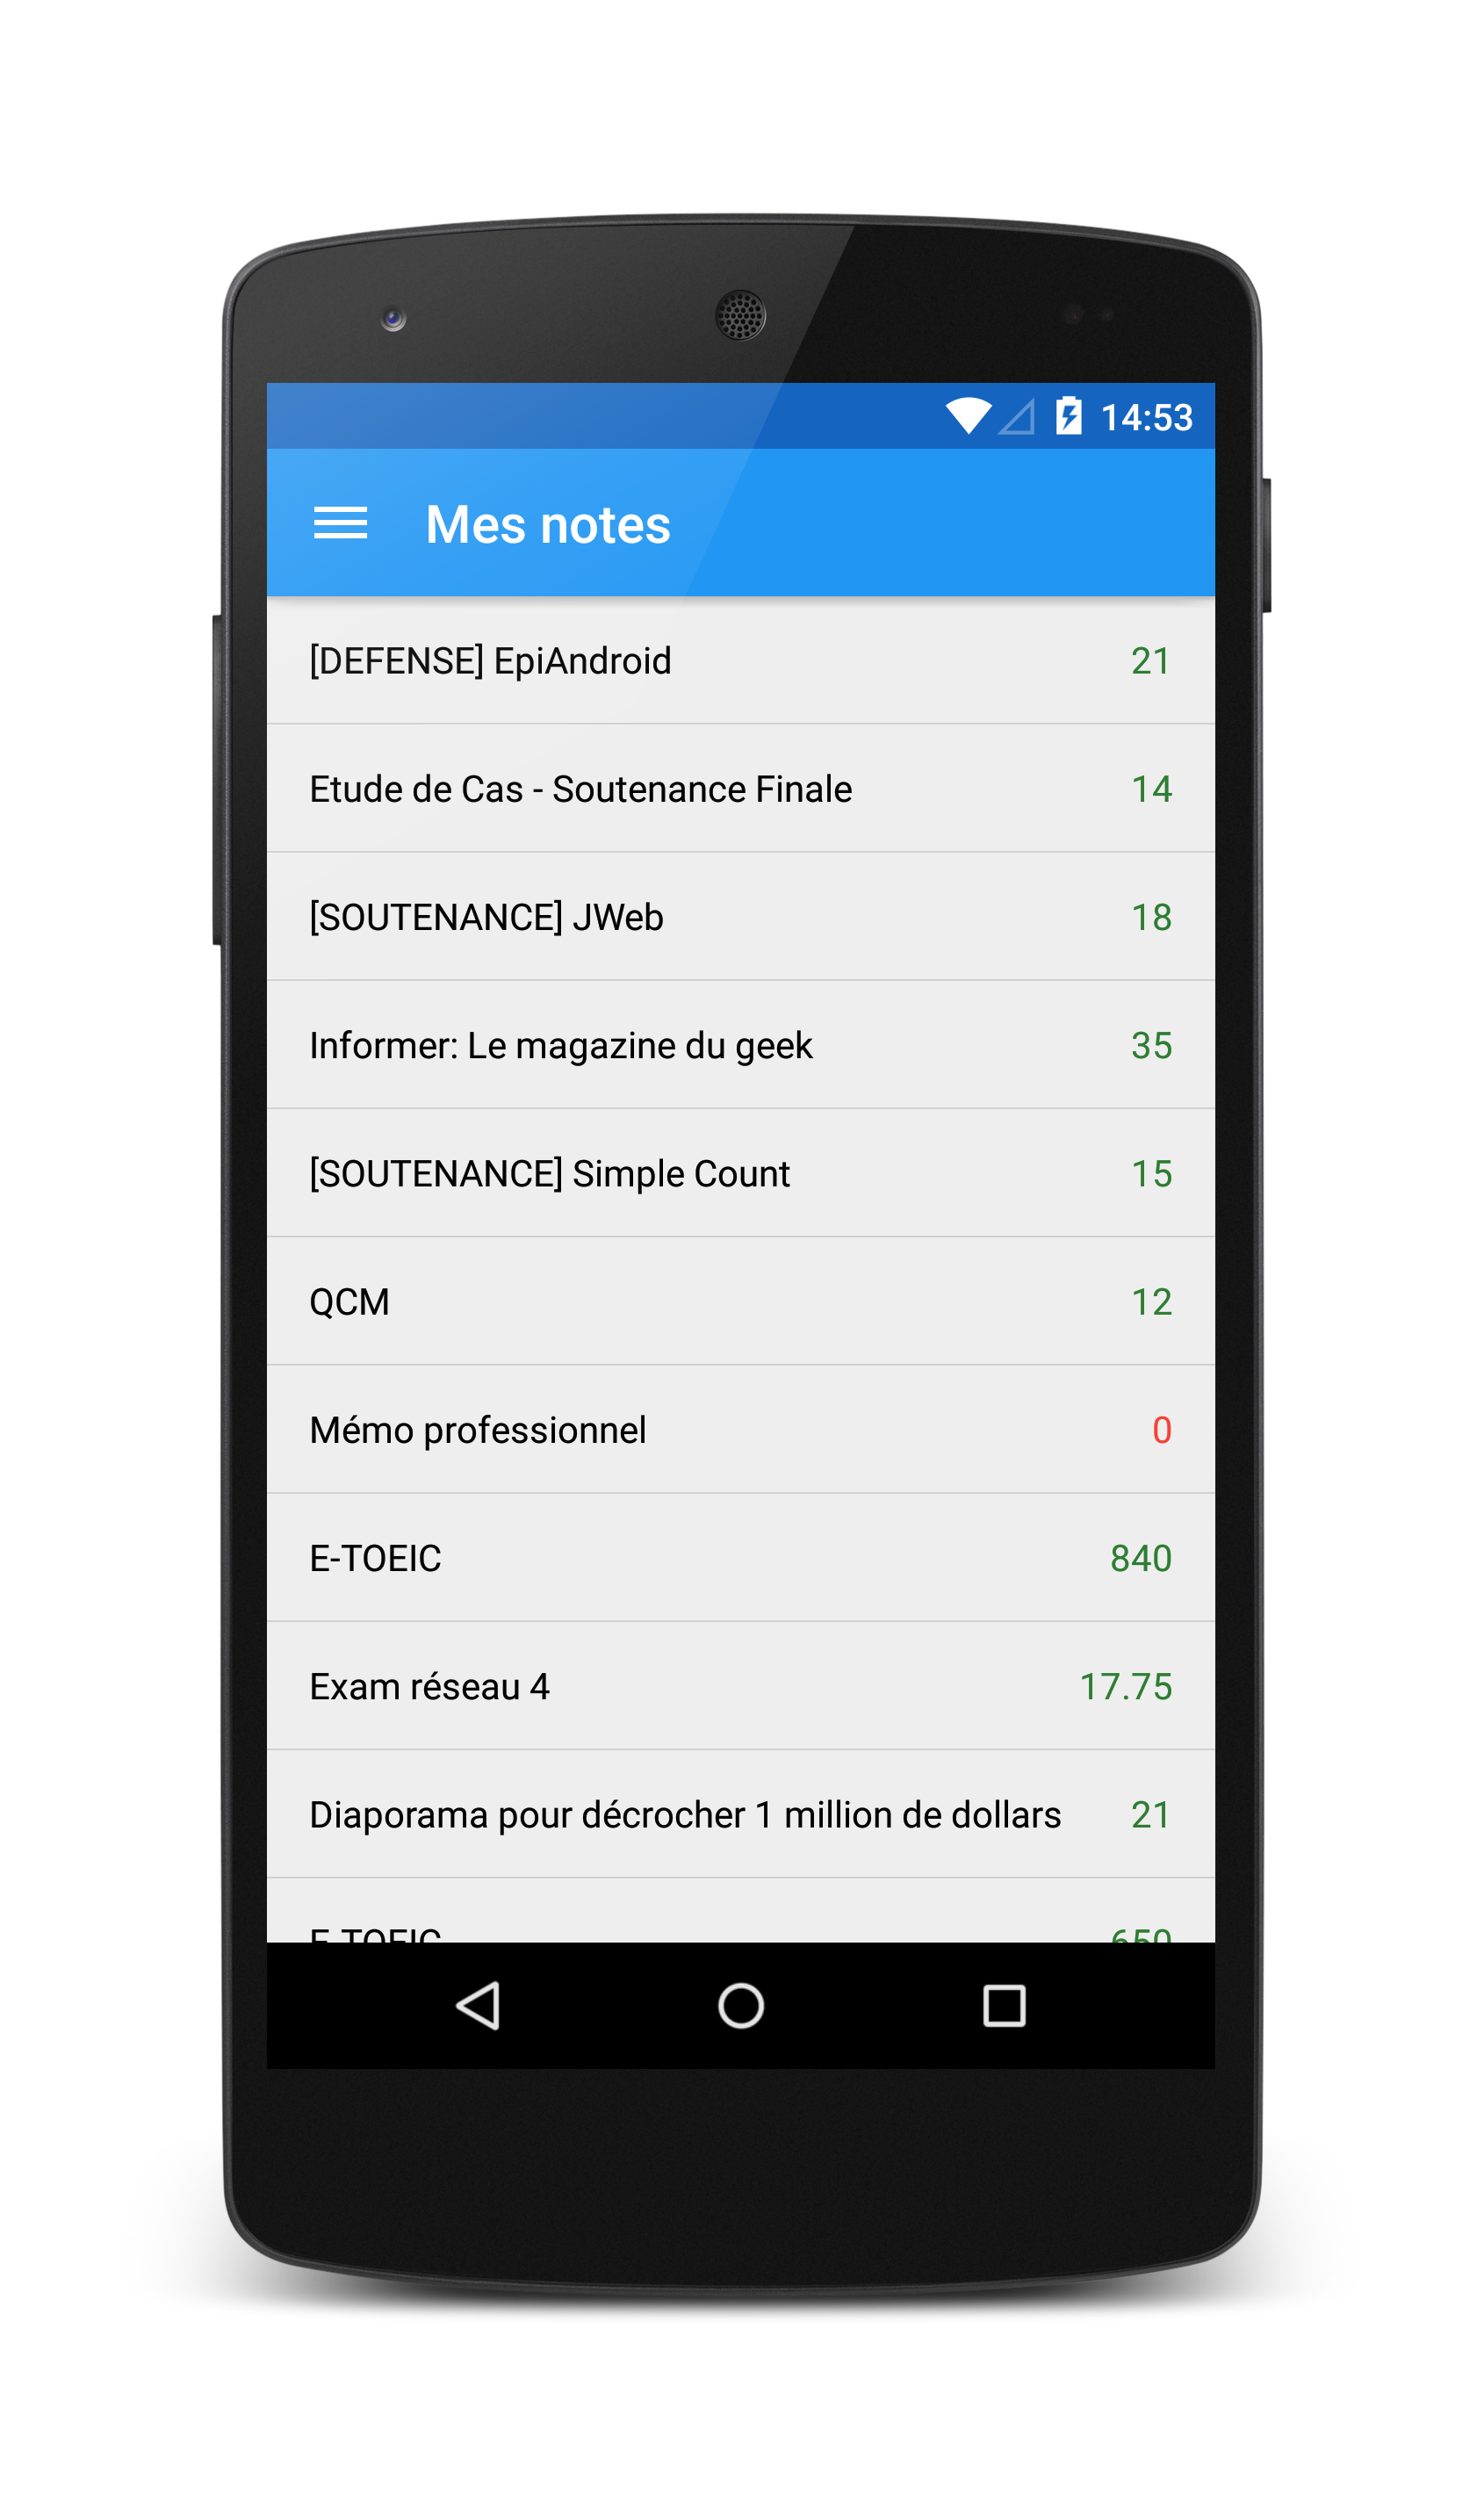 14:53
Mes notes
[DEFENSE] EpiAndroid 21
Etude de Cas - Soutenance Finale 14
[SOUTENANCE] JWeb 18
Informer: Le magazine du geek 35
[SOUTENANCE] Simple Count 15
QCM 12
Mémo professionnel 0
E-TOEIC 840
Exam réseau 4 17.75
Diaporama pour décrocher 1 million de dollars 21
E-TOEIC 650